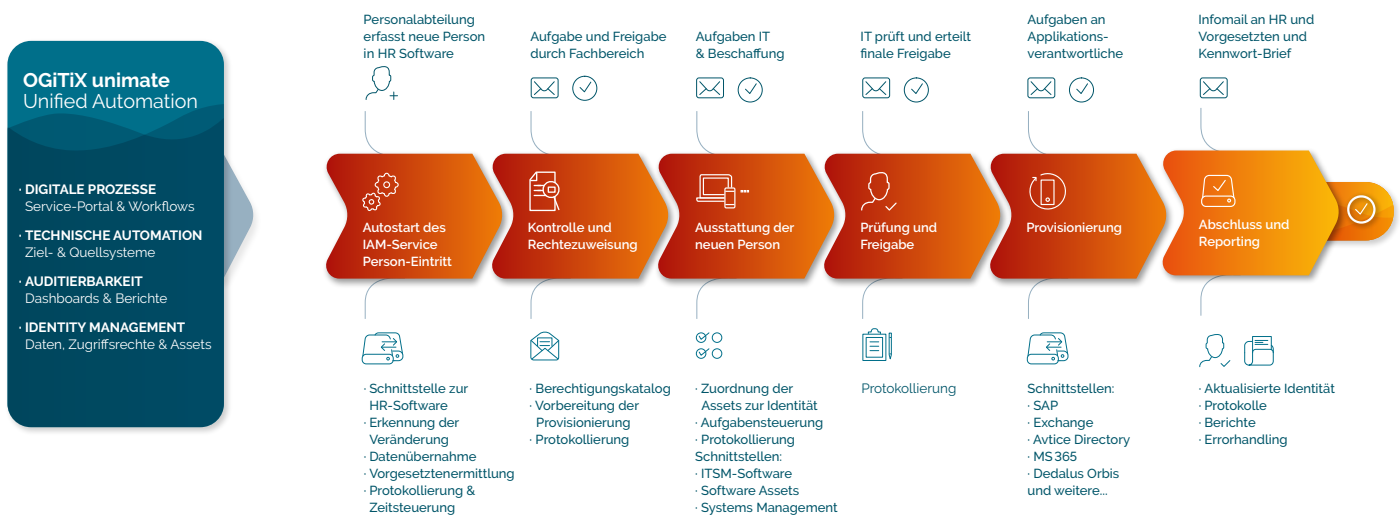 OGiTiX unimate
Unified Automation
· DIGITALE PROZESSE
Service-Portal & Workflows
· TECHNISCHE AUTOMATION
Ziel- & Quellsysteme
· AUDITIERBARKEIT
Dashboards & Berichte
· IDENTITY MANAGEMENT
Daten, Zugriffsrechte & Assets
Personalabteilung
erfasst neue Person
in HR Software
Autostart des
IAM-Service
Person-Eintritt
· Schnittstelle zur
HR-Software
· Erkennung der
Veränderung
· Datenübernahme
· Vorgesetztenermittlung
· Protokollierung &
Zeitsteuerung
Aufgabe und Freigabe
durch Fachbereich
Kontrolle und
Rechtezuweisung
· Berechtigungskatalog
· Vorbereitung der
Provisionierung
· Protokollierung
Aufgaben IT
& Beschaffung
Ausstattung der
neuen Person
· Zuordnung der
Assets zur Identität
· Aufgabensteuerung
· Protokollierung
Schnittstellen:
· ITSM-Software
· Software Assets
· Systems Management
IT prüft und erteilt
finale Freigabe
Prüfung und
Freigabe
Protokollierung
Aufgaben an
Applikations-
verantwortliche
Provisionierung
Schnittstellen:
· SAP
· Exchange
· Avtice Directory
· MS 365
· Dedalus Orbis
und weitere...
Infomail an HR und
Vorgesetzten und
Kennwort-Brief
Abschluss und
Reporting
· Aktualisierte Identität
· Protokolle
· Berichte
· Errorhandling